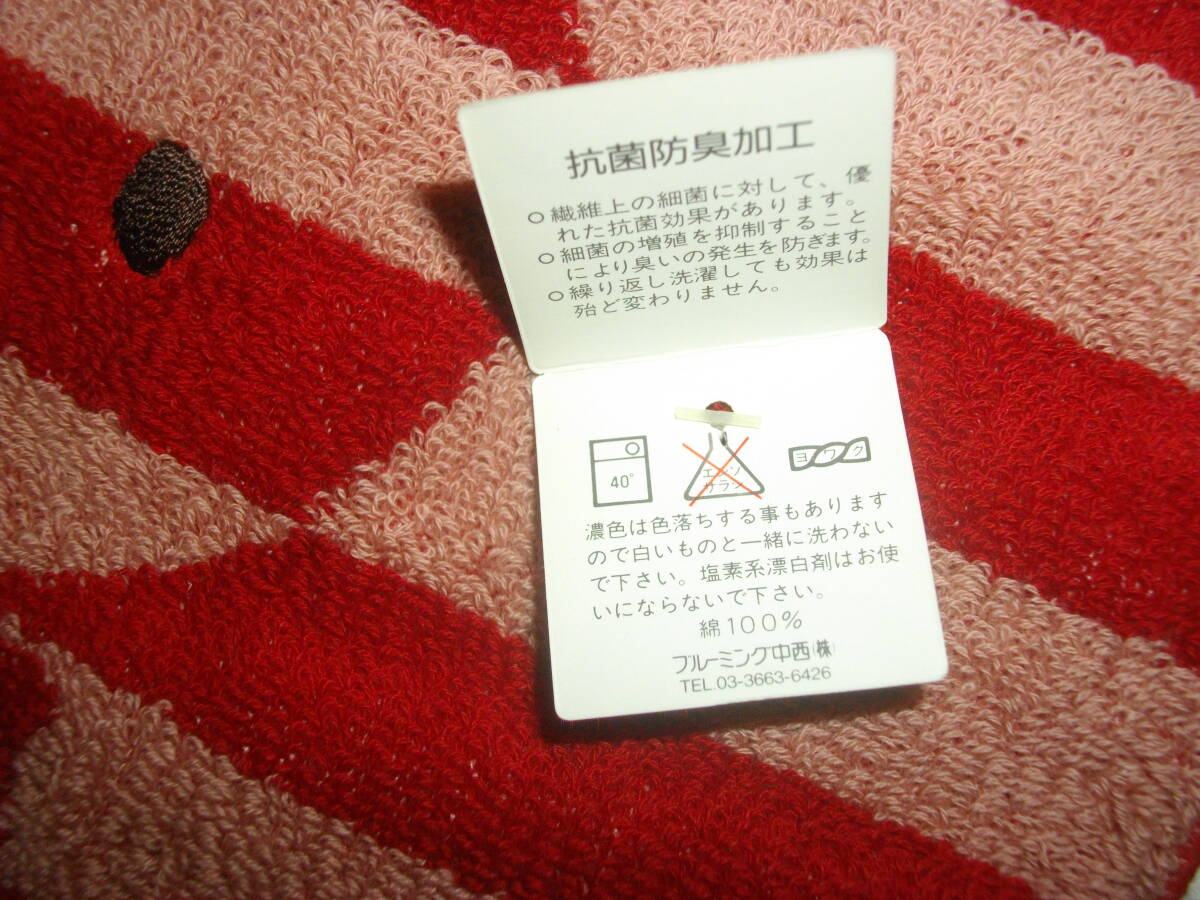 抗菌防臭加工
○繊維上の細菌に対して、優
れた抗菌効果があります。
○細菌の増殖を抑制すること
により臭いの発生を防ぎます。
○繰り返し洗濯しても効果は
殆ど変わりません。
40°
エンソ
サラシ
ヨワク
濃色は色落ちする事もあります
ので白いものと一緒に洗わない
で下さい。塩素系漂白剤はお使
いにならないで下さい。
綿100%
ブルーミング中西(株)
TEL.03-3663-6426